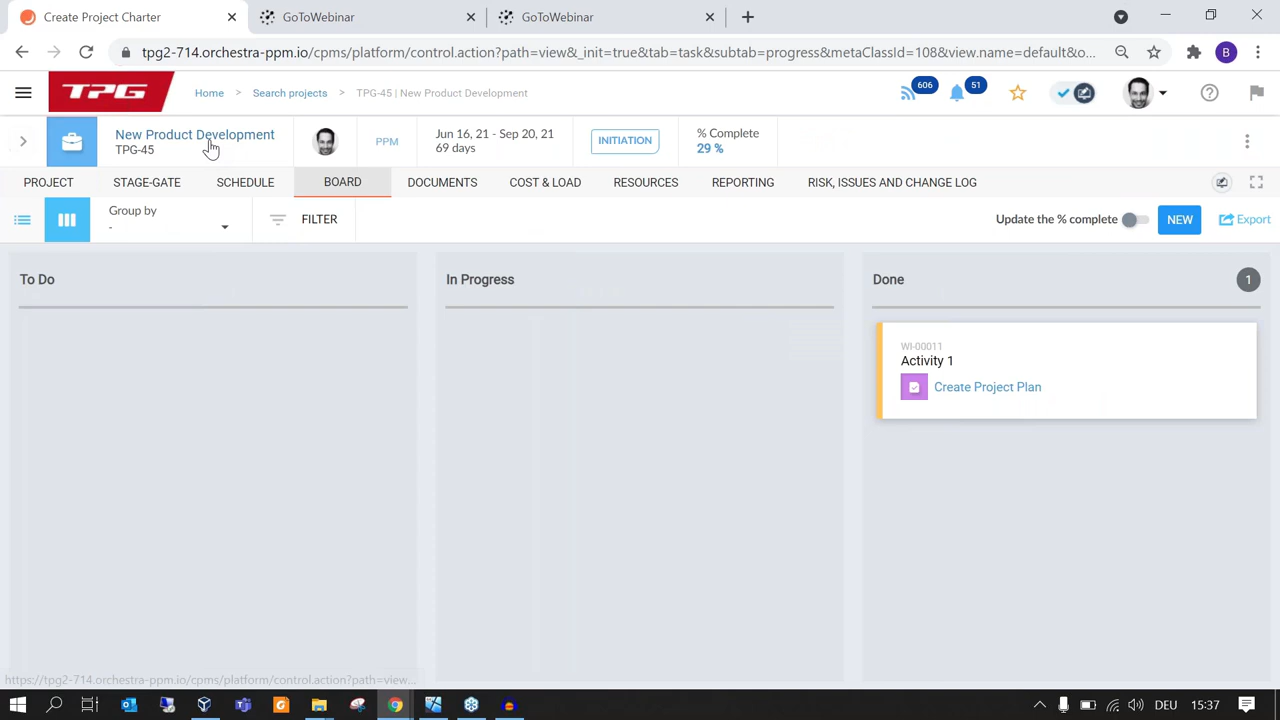 Create Project Charter
GoToWebinar
GoToWebinar
tpg2-714.orchestra-ppm.io/cpms/platform/control.action?path=view&_init=true&tab=task&subtab=progress&metaClassId=108&view.name=default&o...
B
TPG
Home > Search projects > TPG-45 | New Product Development
606
51
New Product Development
TPG-45
PPM
Jun 16, 21 - Sep 20, 21
69 days
INITIATION
% Complete
29 %
PROJECT
STAGE-GATE
SCHEDULE
BOARD
DOCUMENTS
COST & LOAD
RESOURCES
REPORTING
RISK, ISSUES AND CHANGE LOG
Group by
-
FILTER
Update the % complete
NEW
Export
To Do
In Progress
Done
1
WI-00011
Activity 1
Create Project Plan
https://tpg2-714.orchestra-ppm.io/cpms/platform/control.action?path=view...
DEU
15:37